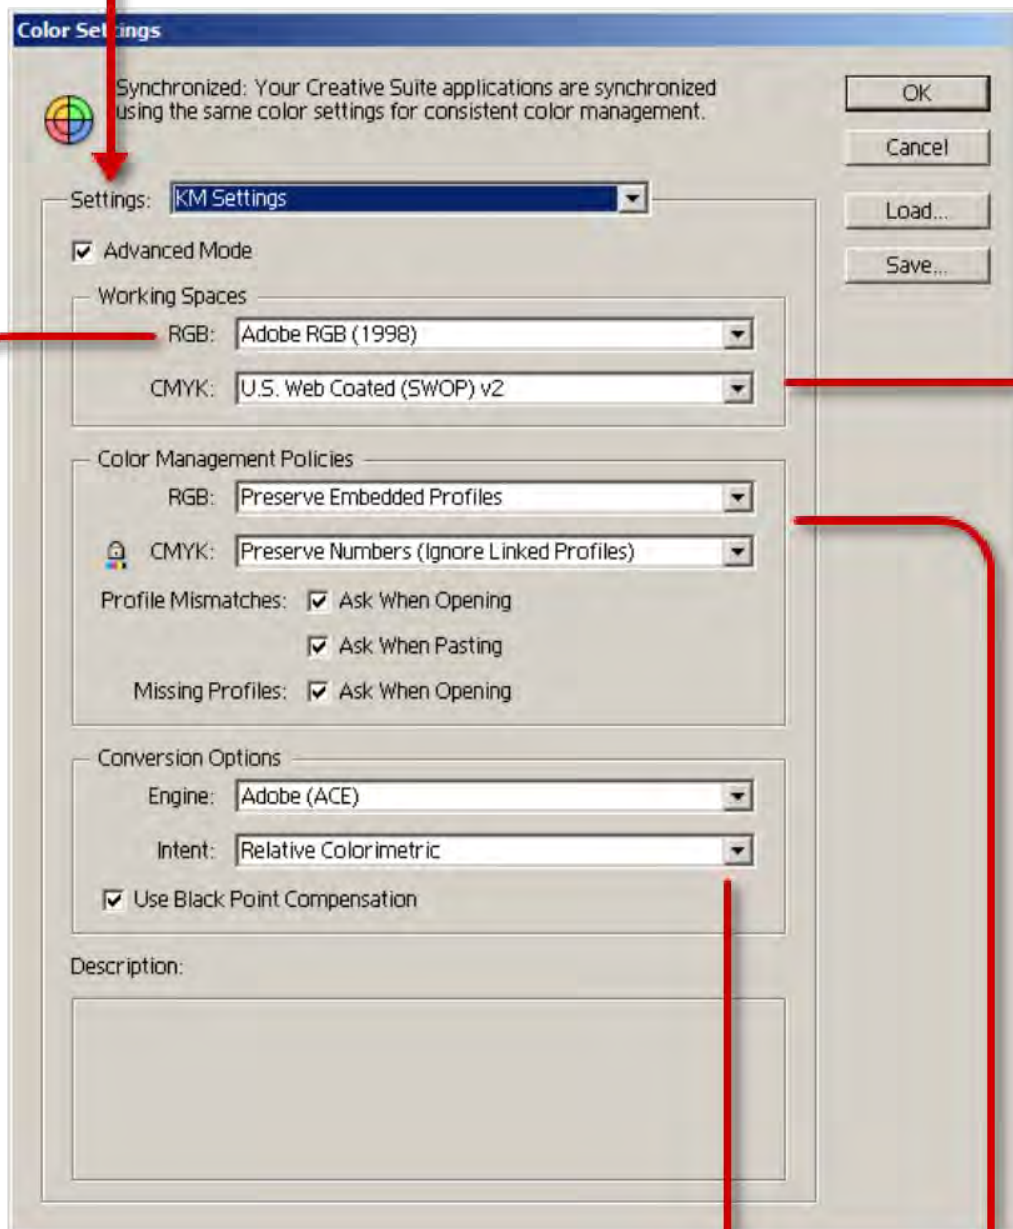 Color Settings
Synchronized: Your Creative Suite applications are synchronized
using the same color settings for consistent color management.
OK
Cancel
Settings: KM Settings
Load...
Advanced Mode
Save...
Working Spaces
RGB: Adobe RGB (1998)
CMYK: U.S. Web Coated (SWOP) v2
Color Management Policies
RGB: Preserve Embedded Profiles
CMYK: Preserve Numbers (Ignore Linked Profiles)
Profile Mismatches: Ask When Opening
Ask When Pasting
Missing Profiles: Ask When Opening
Conversion Options
Engine: Adobe (ACE)
Intent: Relative Colorimetric
Use Black Point Compensation
Description: